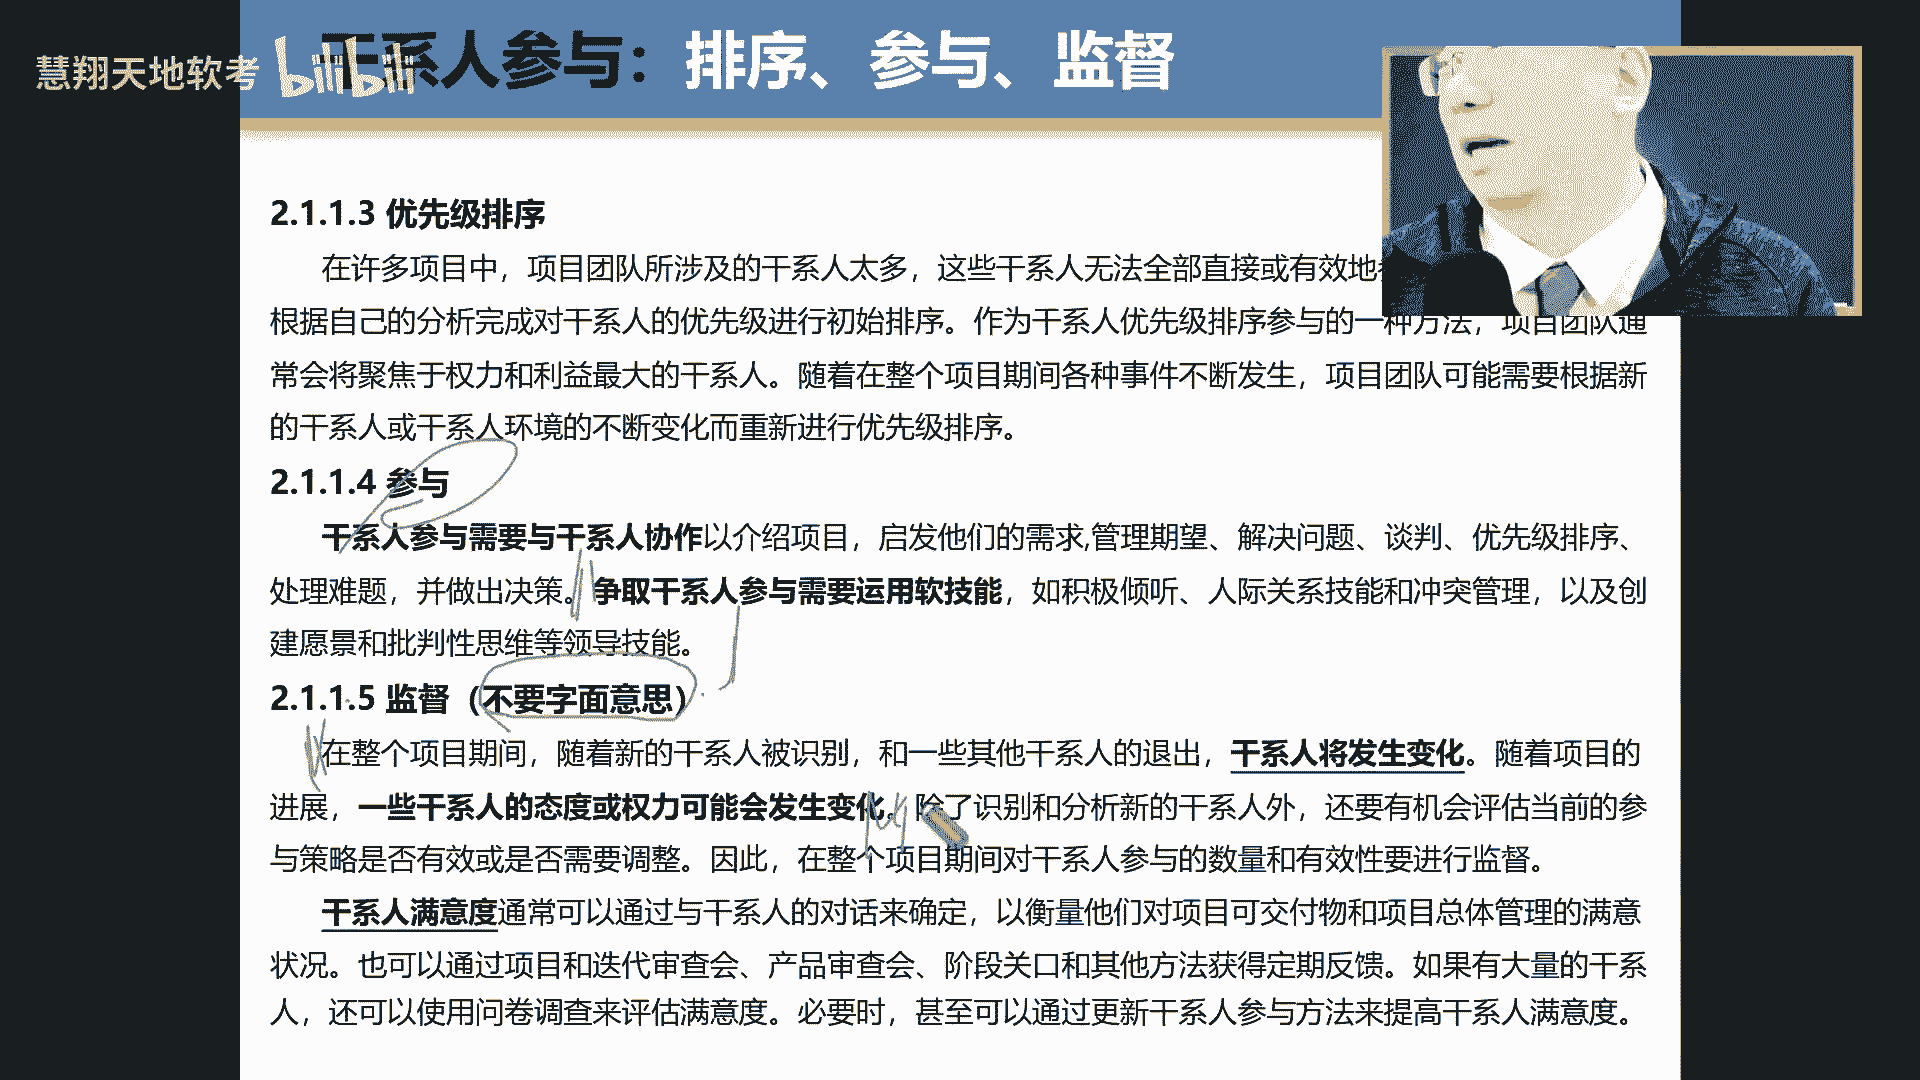 慧翔天地软考 bilibili
干系人参与：排序、参与、监督
2.1.1.3 优先级排序
在许多项目中，项目团队所涉及的干系人太多，这些干系人无法全部直接或有效地
根据自己的分析完成对干系人的优先级进行初始排序。作为干系人优先级排序参与的一种方法，项目团队通
常会将聚焦于权力和利益最大的干系人。随着在整个项目期间各种事件不断发生，项目团队可能需要根据新
的干系人或干系人环境的不断变化而重新进行优先级排序。
2.1.1.4 参与
干系人参与需要与干系人协作以介绍项目，启发他们的需求,管理期望、解决问题、谈判、优先级排序、
处理难题，并做出决策。争取干系人参与需要运用软技能，如积极倾听、人际关系技能和冲突管理，以及创
建愿景和批判性思维等领导技能。
2.1.1.5 监督（不要字面意思）
在整个项目期间，随着新的干系人被识别，和一些其他干系人的退出，干系人将发生变化。随着项目的
进展，一些干系人的态度或权力可能会发生变化。除了识别和分析新的干系人外，还要有机会评估当前的参
与策略是否有效或是否需要调整。因此，在整个项目期间对干系人参与的数量和有效性要进行监督。
干系人满意度通常可以通过与干系人的对话来确定，以衡量他们对项目可交付物和项目总体管理的满意
状况。也可以通过项目和迭代审查会、产品审查会、阶段关口和其他方法获得定期反馈。如果有大量的干系
人，还可以使用问卷调查来评估满意度。必要时，甚至可以通过更新干系人参与方法来提高干系人满意度。